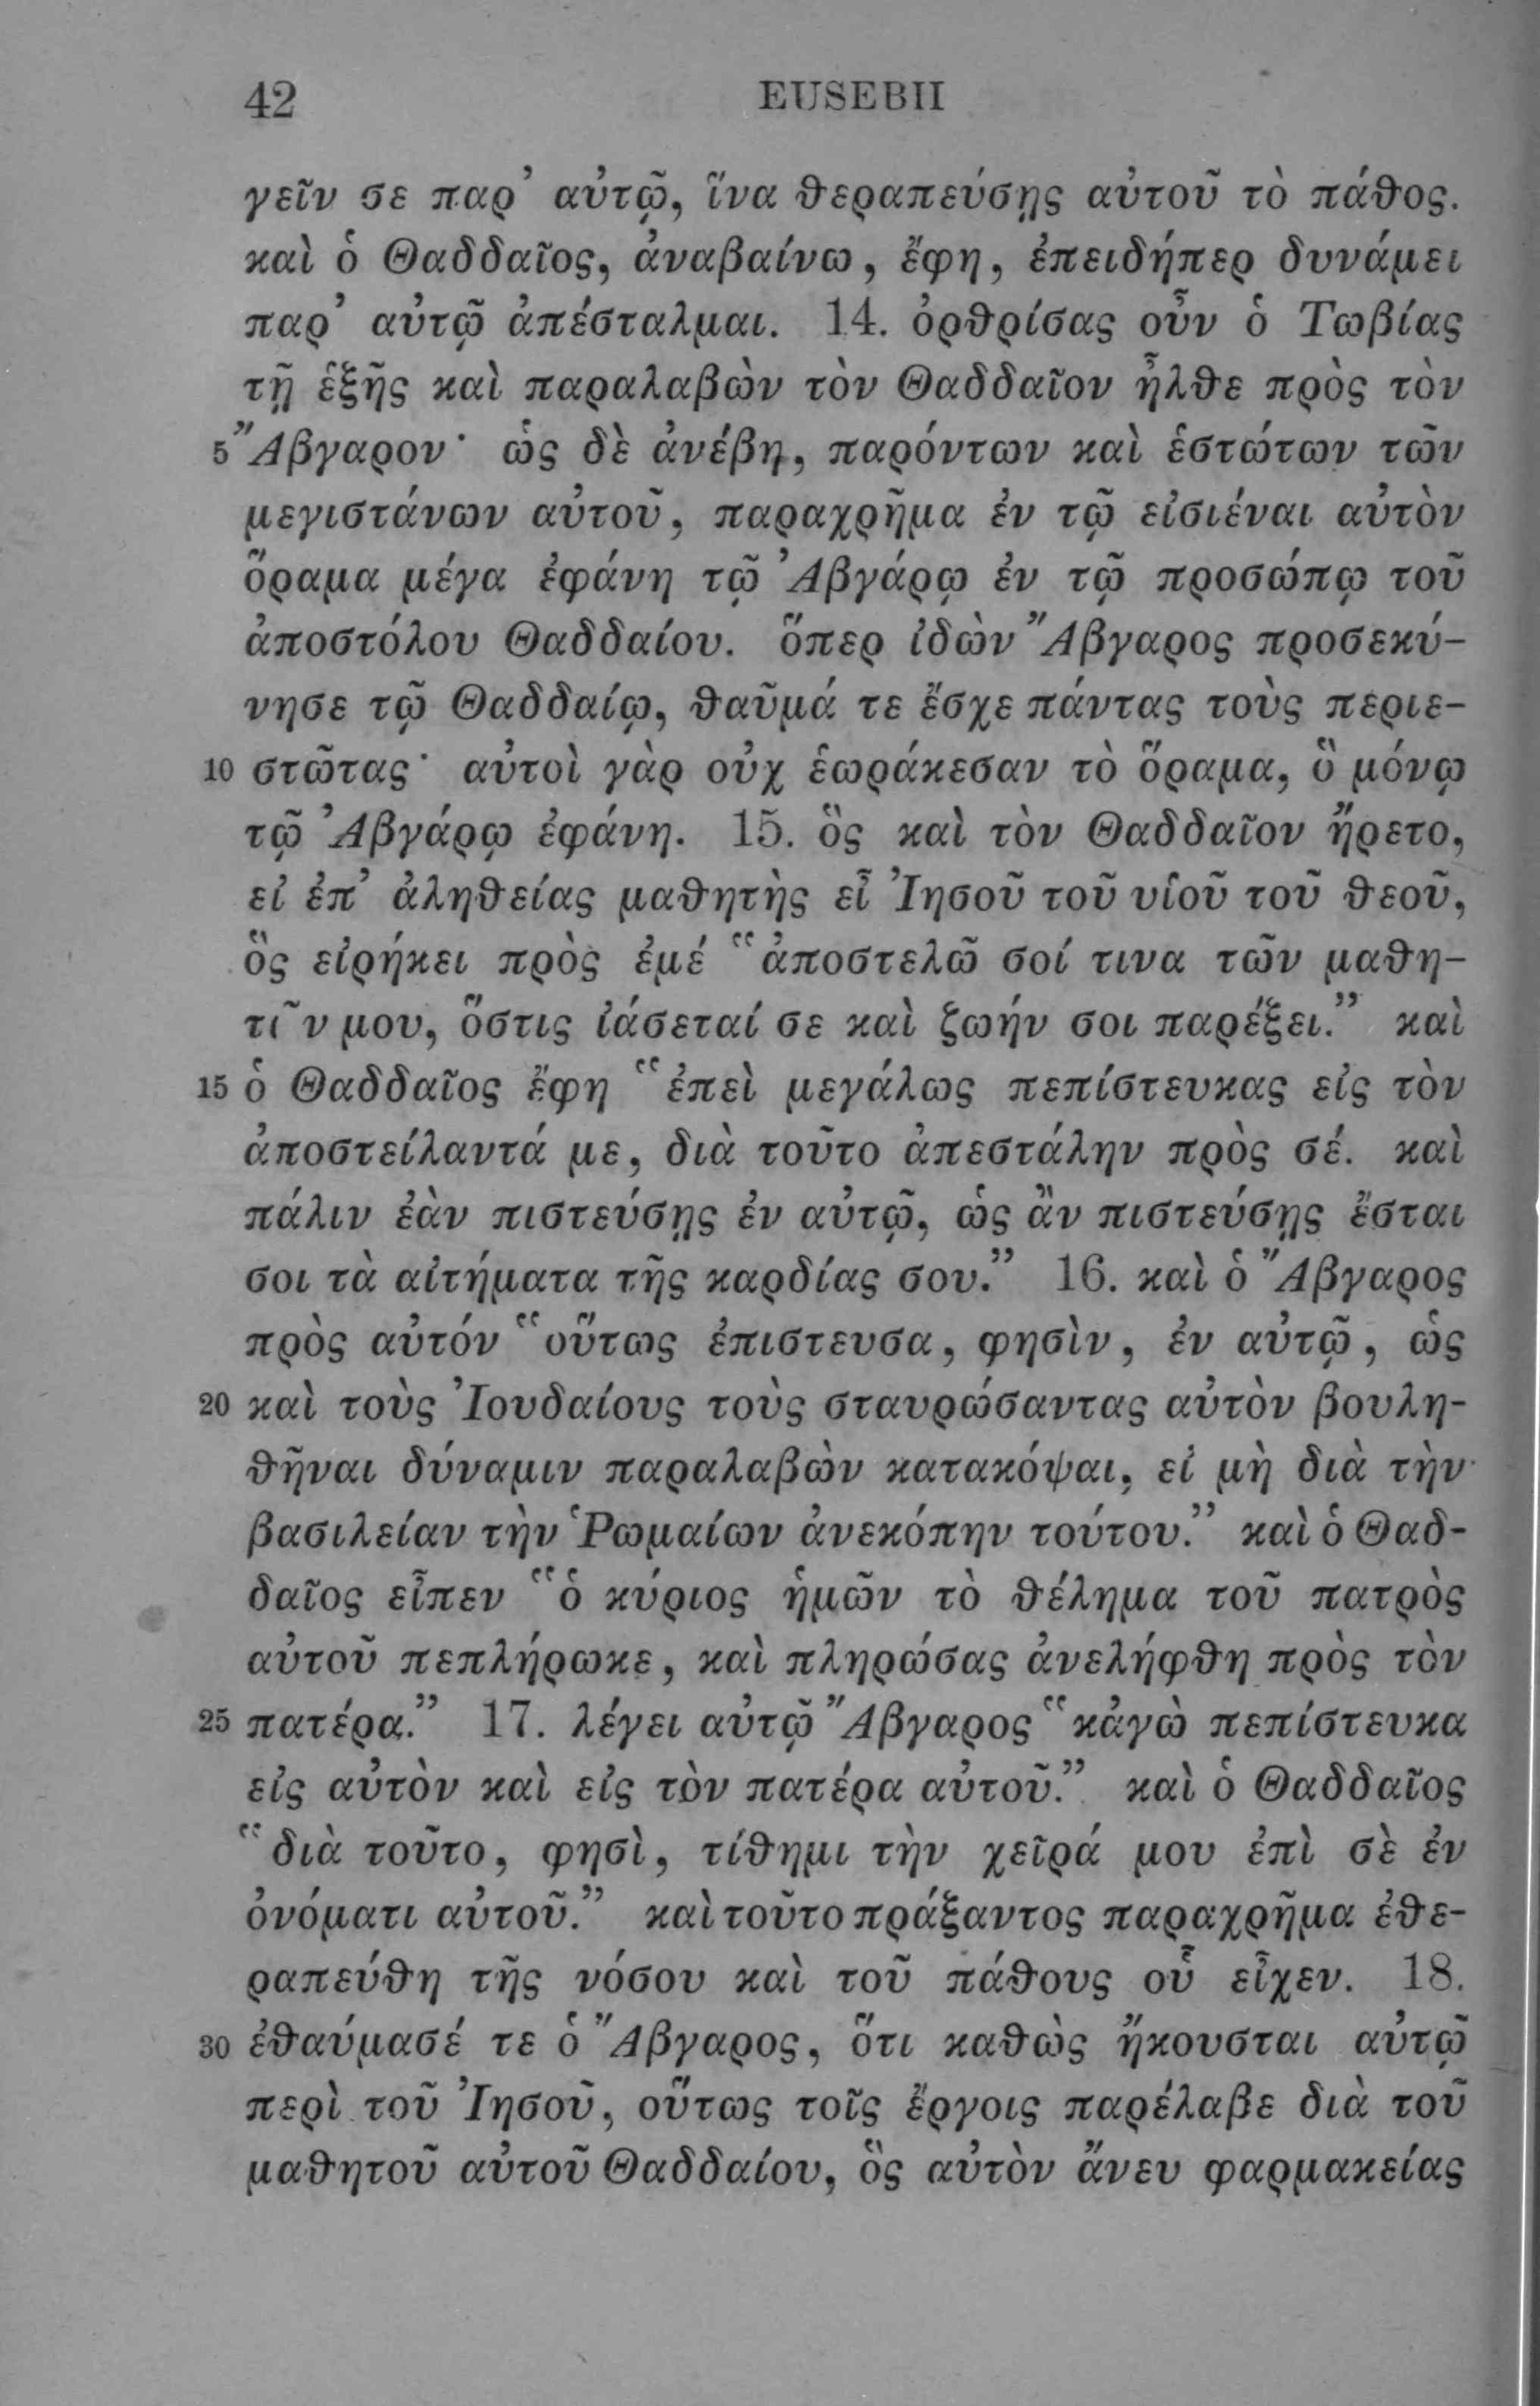 42 EUSEBII
γεῖν σε παρ’ αὐτῷ, ἵνα θεραπεύσῃς αὐτοῦ τὸ πάθος.
καὶ ὁ Θαδδαῖος, ἀναβαίνω, ἔφη, ἐπειδήπερ δυνάμει
παρ’ αὐτῷ ἀπέσταλμαι. 14. ὀρθρίσας οὖν ὁ Τωβίας
τῇ ἑξῆς καὶ παραλαβὼν τὸν Θαδδαῖον ἦλθε πρὸς τὸν
5 Ἄβγαρον· ὡς δὲ ἀνέβη, παρόντων καὶ ἑστώτων τῶν
μεγιστάνων αὐτοῦ, παραχρῆμα ἐν τῷ εἰσιέναι αὐτὸν
ὅραμα μέγα ἐφάνη τῷ Ἀβγάρῳ ἐν τῷ προσώπῳ τοῦ
ἀποστόλου Θαδδαίου. ὅπερ ἰδὼν Ἄβγαρος προσεκύ-
νησε τῷ Θαδδαίῳ, θαῦμά τε ἔσχε πάντας τοὺς περιε-
10 στῶτας· αὐτοὶ γὰρ οὐχ ἑωράκεσαν τὸ ὅραμα, ὃ μόνῳ
τῷ Ἀβγάρῳ ἐφάνη. 15. ὃς καὶ τὸν Θαδδαῖον ἤρετο,
εἰ ἐπ’ ἀληθείας μαθητὴς εἶ Ἰησοῦ τοῦ υἱοῦ τοῦ θεοῦ,
ὃς εἰρήκει πρὸς ἐμέ “ἀποστελῶ σοί τινα τῶν μαθη-
τῶν μου, ὅστις ἰάσεταί σε καὶ ζωήν σοι παρέξει.” καὶ
15 ὁ Θαδδαῖος ἔφη “ἐπεὶ μεγάλως πεπίστευκας εἰς τὸν
ἀποστείλαντά με, διὰ τοῦτο ἀπεστάλην πρὸς σέ. καὶ
πάλιν ἐὰν πιστεύσῃς ἐν αὐτῷ, ὡς ἂν πιστεύσῃς ἔσται
σοι τὰ αἰτήματα τῆς καρδίας σου.” 16. καὶ ὁ Ἄβγαρος
πρὸς αὐτόν “οὕτως ἐπιστευσα, φησὶν, ἐν αὐτῷ, ὡς
20 καὶ τοὺς Ἰουδαίους τοὺς σταυρώσαντας αὐτὸν βουλη-
θῆναι δύναμιν παραλαβὼν κατακόψαι, εἰ μὴ διὰ τὴν
βασιλείαν τὴν Ῥωμαίων ἀνεκόπην τούτου.” καὶ ὁ Θαδ-
δαῖος εἶπεν “ὁ κύριος ἡμῶν τὸ θέλημα τοῦ πατρὸς
αὐτοῦ πεπλήρωκε, καὶ πληρώσας ἀνελήφθη πρὸς τὸν
25 πατέρα.” 17. λέγει αὐτῷ Ἄβγαρος “κἀγὼ πεπίστευκα
εἰς αὐτὸν καὶ εἰς τὸν πατέρα αὐτοῦ.” καὶ ὁ Θαδδαῖος
“διὰ τοῦτο, φησὶ, τίθημι τὴν χεῖρά μου ἐπὶ σὲ ἐν
ὀνόματι αὐτοῦ.” καὶ τοῦτο πράξαντος παραχρῆμα ἐθε-
ραπεύθη τῆς νόσου καὶ τοῦ πάθους οὗ εἶχεν. 18.
30 ἐθαύμασέ τε ὁ Ἄβγαρος, ὅτι καθὼς ἤκουσται αὐτῷ
περὶ τοῦ Ἰησοῦ, οὕτως τοῖς ἔργοις παρέλαβε διὰ τοῦ
μαθητοῦ αὐτοῦ Θαδδαίου, ὃς αὐτὸν ἄνευ φαρμακείας